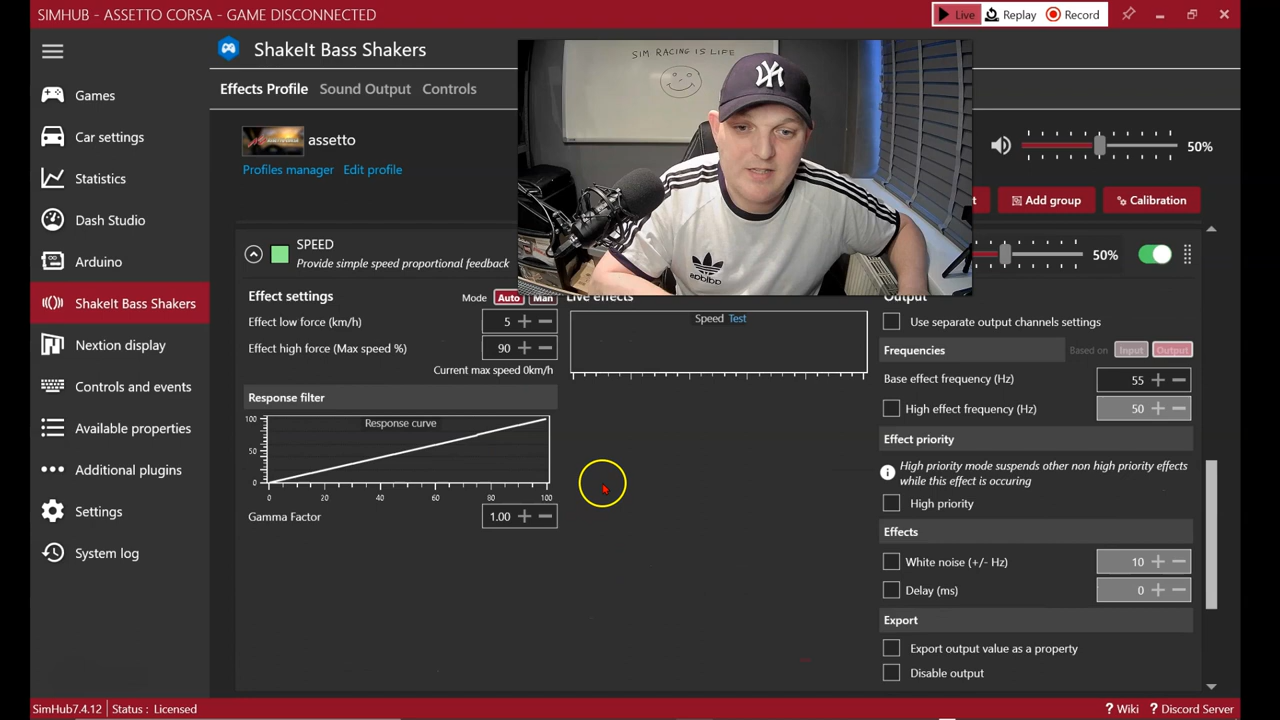 SIMHUB - ASSETTO CORSA - GAME DISCONNECTED
Live
Replay
Record
Games
Car settings
Statistics
Dash Studio
Arduino
ShakeIt Bass Shakers
Nextion display
Controls and events
Available properties
Additional plugins
Settings
System log
ShakeIt Bass Shakers
Effects Profile
Sound Output
Controls
assetto
Profiles manager
Edit profile
SIM RACING IS LIFE
50%
Add group
Calibration
SPEED
Provide simple speed proportional feedback
50%
Effect settings
Mode
Auto
Man
Effect low force (km/h)
5
Effect high force (Max speed %)
90
Current max speed 0km/h
Response filter
Response curve
100
50
0
0 20 40 60 80 100
Gamma Factor
1.00
Live effects
Speed Test
Output
Use separate output channels settings
Frequencies
Based on
Input
Output
Base effect frequency (Hz)
55
High effect frequency (Hz)
50
Effect priority
High priority mode suspends other non high priority effects
while this effect is occuring
High priority
Effects
White noise (+/- Hz)
10
Delay (ms)
0
Export
Export output value as a property
Disable output
SimHub7.4.12
Status : Licensed
? Wiki
? Discord Server